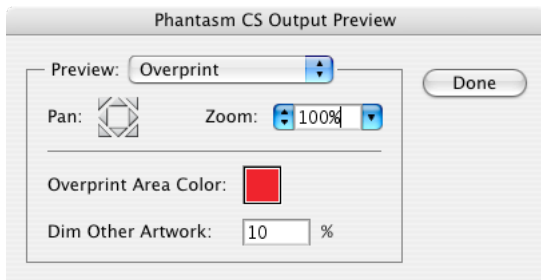 Phantasm CS Output Preview
Preview: Overprint
Done
Pan: Zoom: 100%
Overprint Area Color:
Dim Other Artwork: 10 %